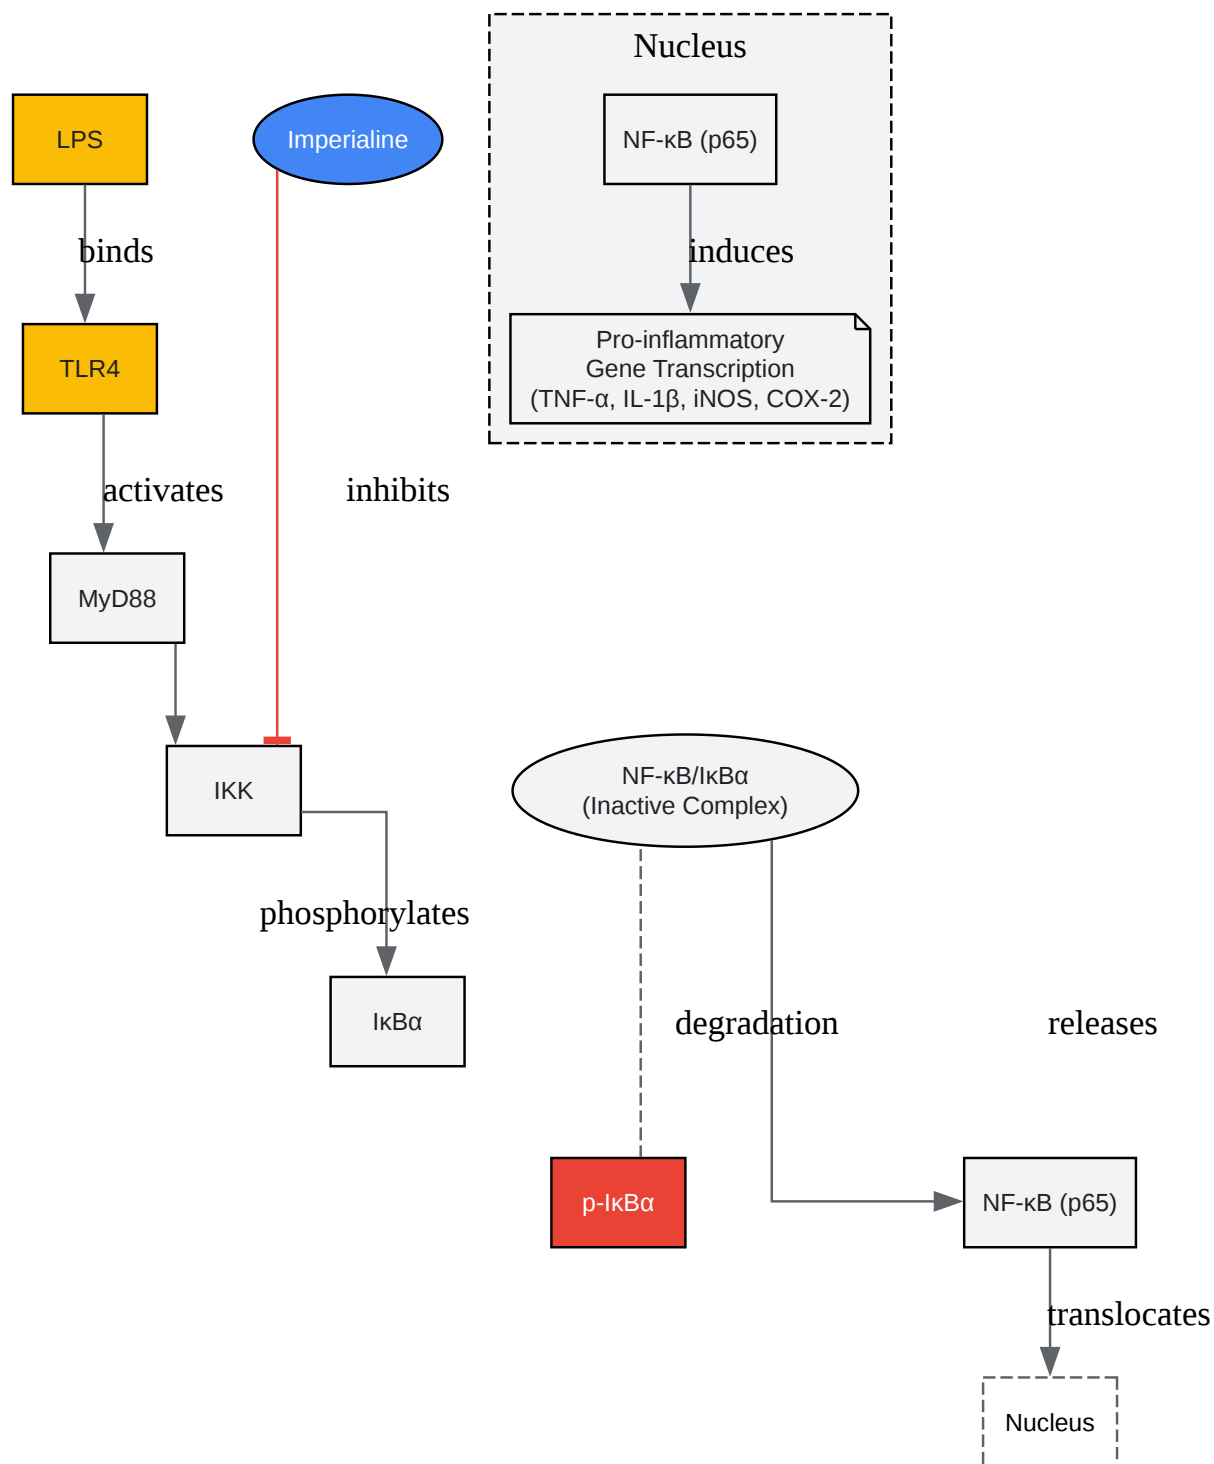 Nucleus
LPS
Imperialine
NF-κB (p65)
binds
induces
TLR4
Pro-inflammatory
Gene Transcription
(TNF-α, IL-1β, iNOS, COX-2)
activates
inhibits
MyD88
IKK
NF-κB/IκBα
(Inactive Complex)
phosphorylates
IκBα
degradation
releases
p-IκBα
NF-κB (p65)
translocates
Nucleus